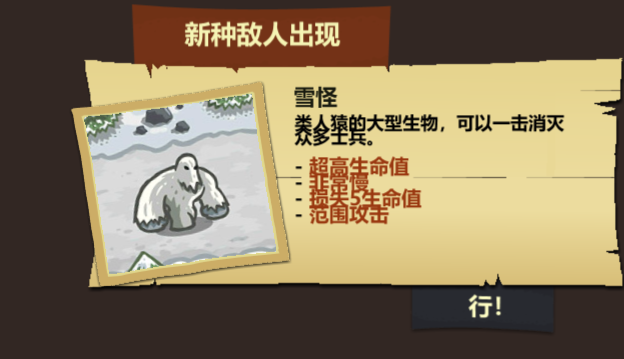 新种敌人出现
雪怪
类人猿的大型生物，可以一击消灭
众多士兵。
- 超高生命值
- 非常慢
- 损失5生命值
- 范围攻击
行！